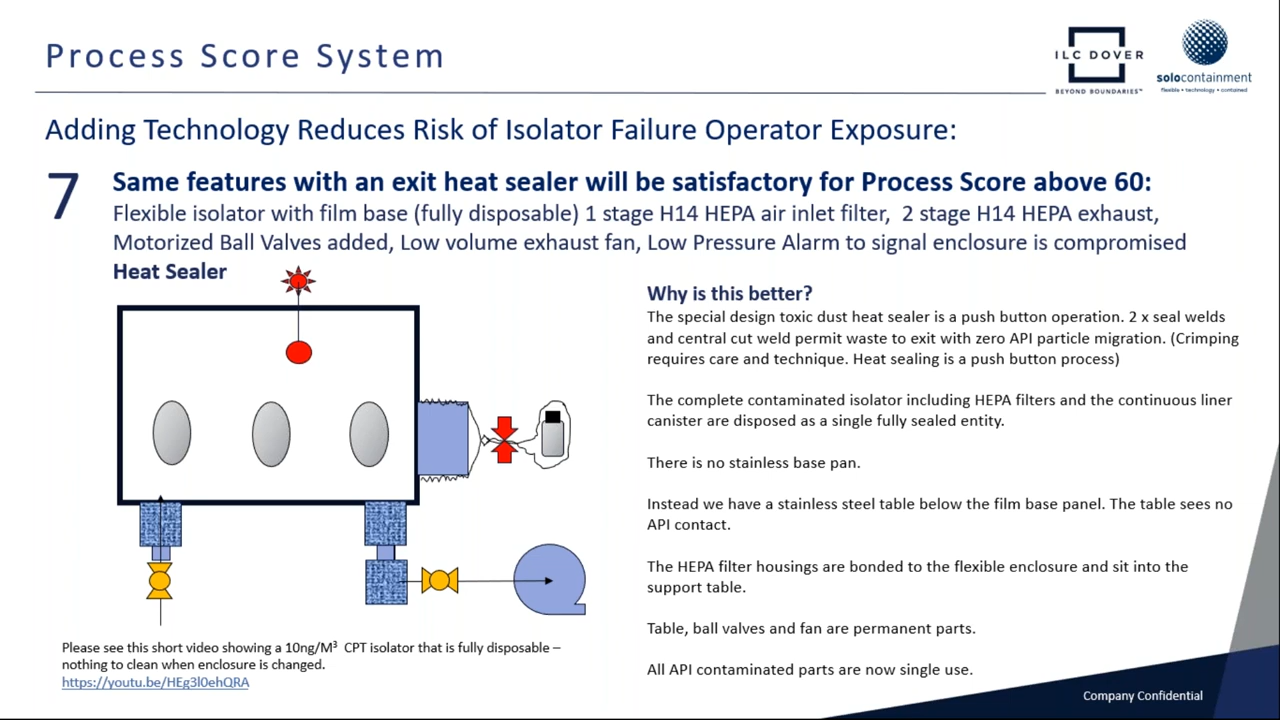 Process Score System
ILC DOVER
BEYOND BOUNDARIES™
solocontainment
flexible • technology • contained
Adding Technology Reduces Risk of Isolator Failure Operator Exposure:
7
Same features with an exit heat sealer will be satisfactory for Process Score above 60:
Flexible isolator with film base (fully disposable) 1 stage H14 HEPA air inlet filter,  2 stage H14 HEPA exhaust,
Motorized Ball Valves added, Low volume exhaust fan, Low Pressure Alarm to signal enclosure is compromised
Heat Sealer
Why is this better?
The special design toxic dust heat sealer is a push button operation. 2 x seal welds
and central cut weld permit waste to exit with zero API particle migration. (Crimping
requires care and technique. Heat sealing is a push button process)
The complete contaminated isolator including HEPA filters and the continuous liner
canister are disposed as a single fully sealed entity.
There is no stainless base pan.
Instead we have a stainless steel table below the film base panel. The table sees no
API contact.
The HEPA filter housings are bonded to the flexible enclosure and sit into the
support table.
Table, ball valves and fan are permanent parts.
All API contaminated parts are now single use.
Please see this short video showing a 10ng/M³  CPT isolator that is fully disposable –
nothing to clean when enclosure is changed.
https://youtu.be/HEg3l0ehQRA
Company Confidential